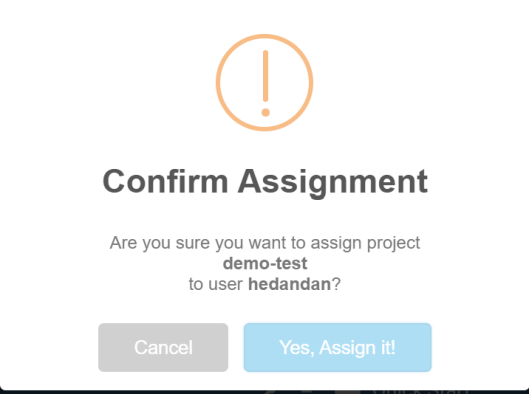 Confirm Assignment
Are you sure you want to assign project
demo-test
to user hedandan?
Cancel
Yes, Assign it!